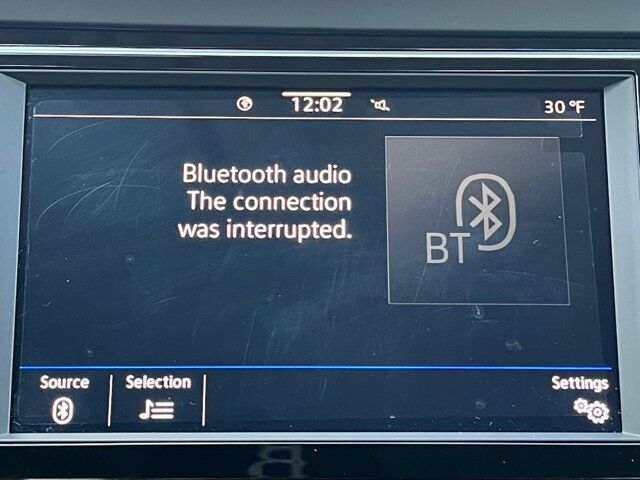 12:02
30 °F
Bluetooth audio
The connection
was interrupted.
BT
Source
Selection
Settings